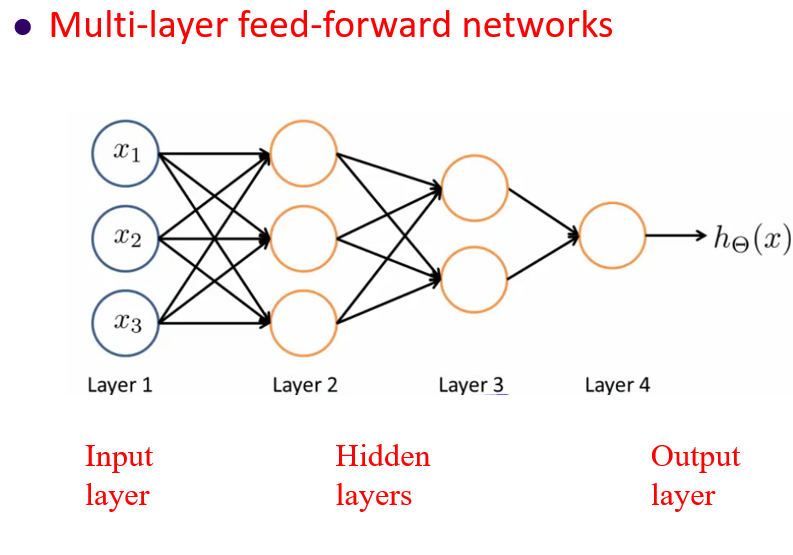 Multi-layer feed-forward networks
x₁
x₂
x₃
h_Θ(x)
Layer 1 Layer 2 Layer 3 Layer 4
Input layer
Hidden layers
Output layer